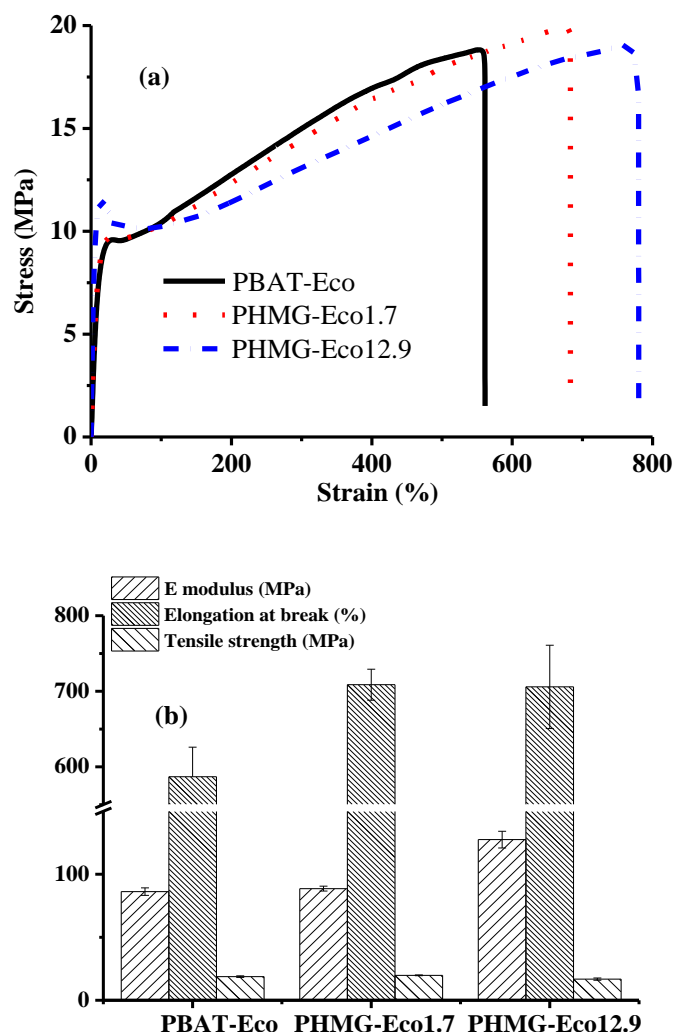 20
(a)
15
Stress (MPa)
10
PBAT-Eco
PHMG-Eco1.7
5
PHMG-Eco12.9
0
0 200 400 600 800
Strain (%)
E modulus (MPa)
Elongation at break (%)
Tensile strength (MPa)
800
(b)
700
600
100
0
PBAT-Eco PHMG-Eco1.7 PHMG-Eco12.9